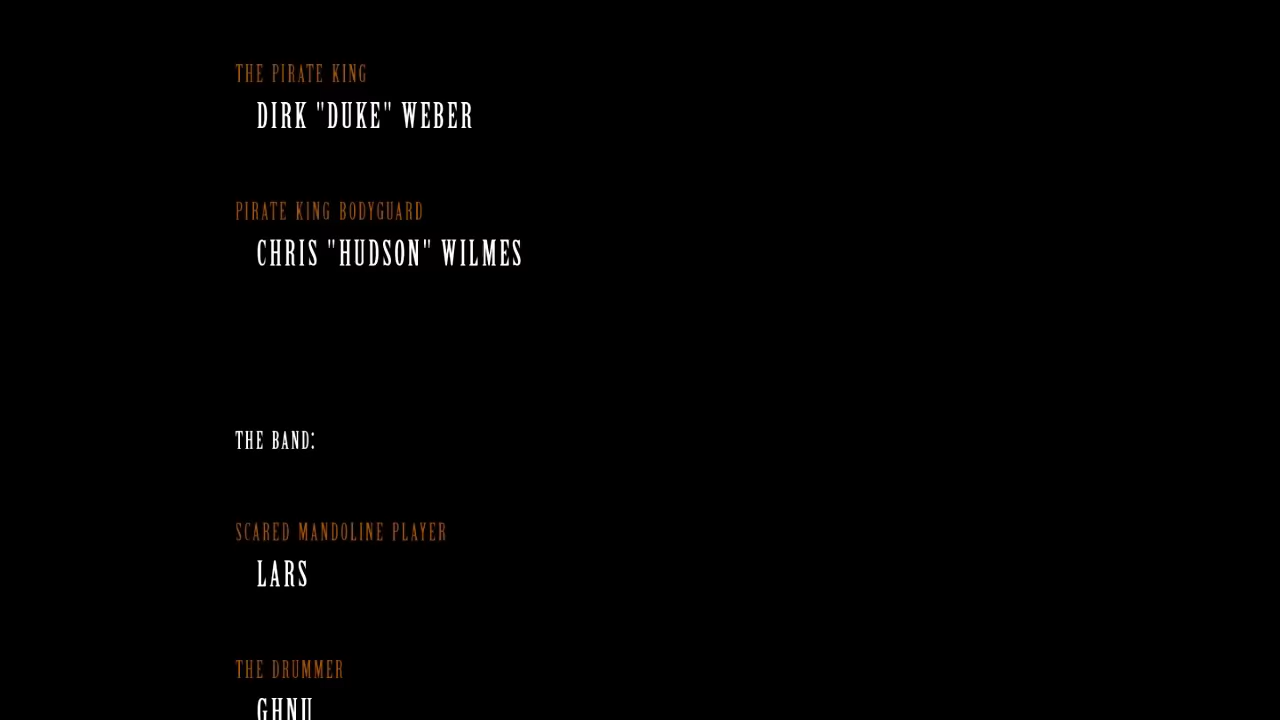 THE PIRATE KING
DIRK "DUKE" WEBER
PIRATE KING BODYGUARD
CHRIS "HUDSON" WILMES
THE BAND:
SCARED MANDOLINE PLAYER
LARS
THE DRUMMER
GHNU